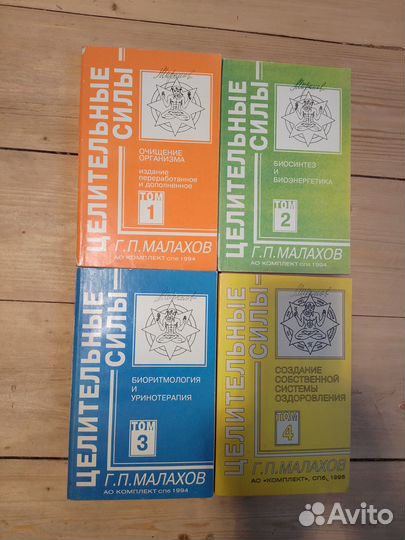 ЦЕЛИТЕЛЬНЫЕ
СИЛЫ
ОЧИЩЕНИЕ
ОРГАНИЗМА
издание
переработанное
и дополненное
ТОМ
1
Г.П.МАЛАХОВ
АО КОМПЛЕКТ СПб 1994
ЦЕЛИТЕЛЬНЫЕ
СИЛЫ
БИОСИНТЕЗ
И
БИОЭНЕРГЕТИКА
ТОМ
2
Г.П.МАЛАХОВ
АО КОМПЛЕКТ СПб 1994
ЦЕЛИТЕЛЬНЫЕ
СИЛЫ
БИОРИТМОЛОГИЯ
И
УРИНОТЕРАПИЯ
ТОМ
3
Г.П.МАЛАХОВ
АО КОМПЛЕКТ СПб 1994
ЦЕЛИТЕЛЬНЫЕ
СИЛЫ
СОЗДАНИЕ
СОБСТВЕННОЙ
СИСТЕМЫ
ОЗДОРОВЛЕНИЯ
ТОМ
4
Г.П.МАЛАХОВ
АО «КОМПЛЕКТ», СПб, 1995
Avito